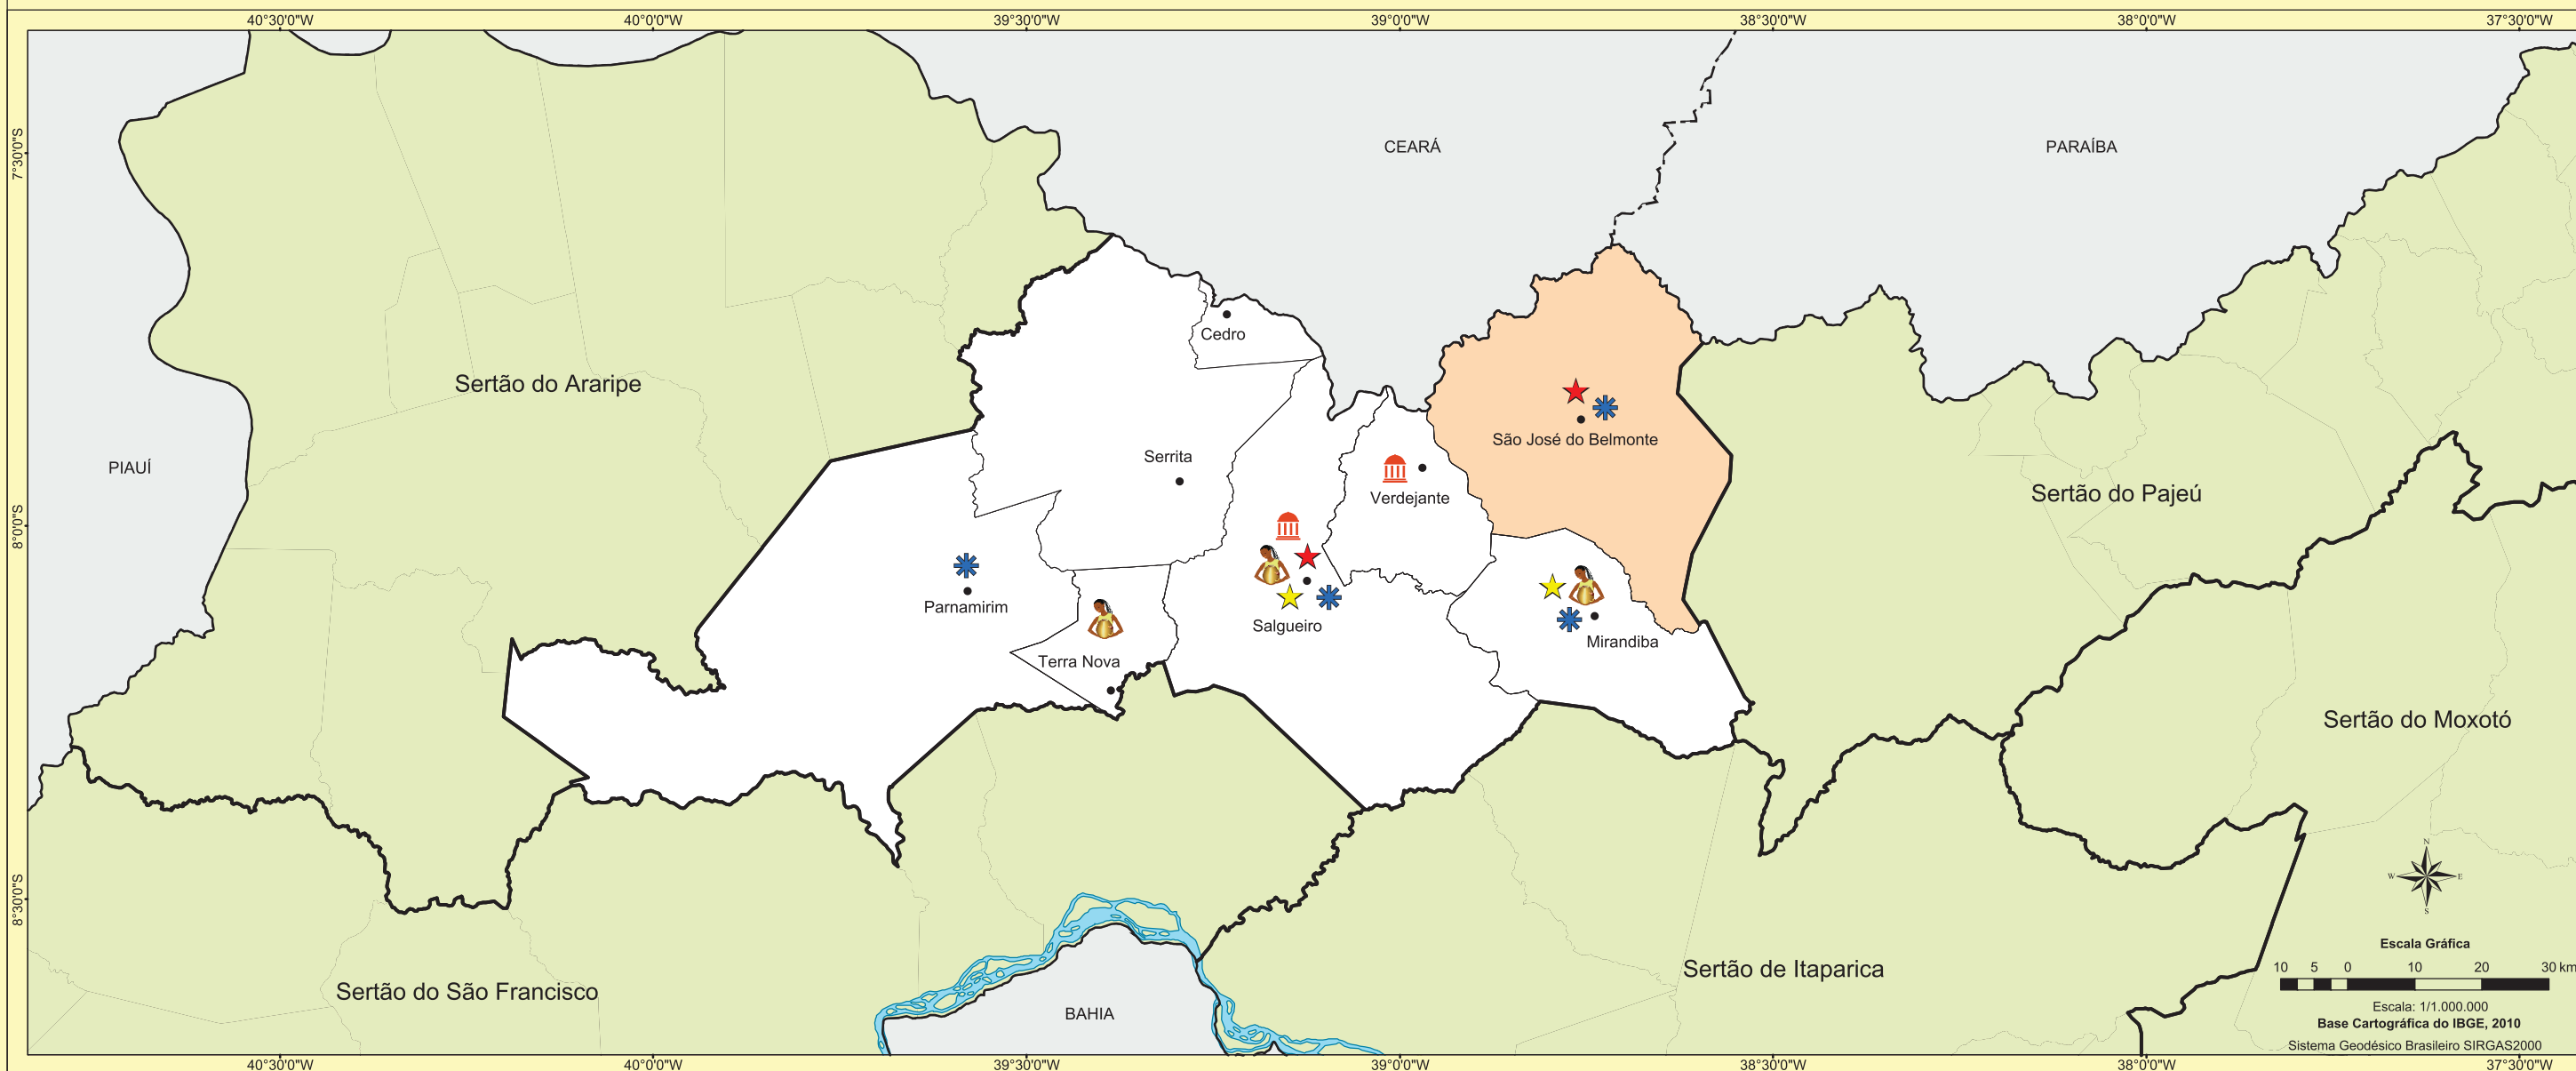 40°30'0"W 40°0'0"W 39°30'0"W 39°0'0"W 38°30'0"W 38°0'0"W 37°30'0"W
7°30'0"S
CEARÁ
PARAÍBA
Cedro
Sertão do Araripe
São José do Belmonte
Serrita
PIAUÍ
Verdejante
Sertão do Pajeú
8°0'0"S
Parnamirim
Salgueiro
Mirandiba
Terra Nova
Sertão do Moxotó
N
W E
S
8°30'0"S
Escala Gráfica
10 5 0 10 20 30 km
Sertão de Itaparica
Sertão do São Francisco
BAHIA
Escala: 1/1.000.000
Base Cartográfica do IBGE, 2010
Sistema Geodésico Brasileiro SIRGAS2000
40°30'0"W 40°0'0"W 39°30'0"W 39°0'0"W 38°30'0"W 38°0'0"W 37°30'0"W